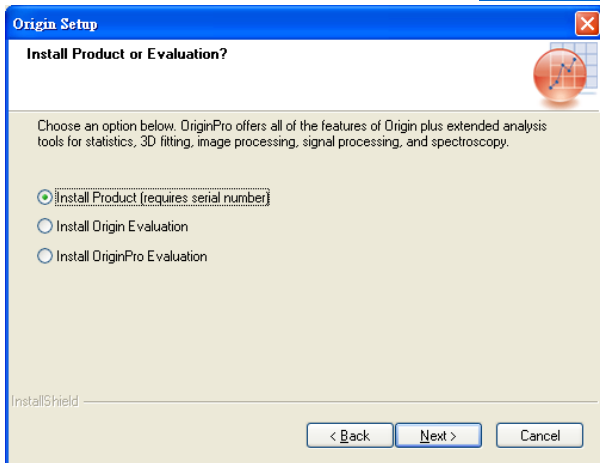 Origin Setup
Install Product or Evaluation?
Choose an option below. OriginPro offers all of the features of Origin plus extended analysis
tools for statistics, 3D fitting, image processing, signal processing, and spectroscopy.
Install Product (requires serial number)
Install Origin Evaluation
Install OriginPro Evaluation
InstallShield
< Back Next > Cancel